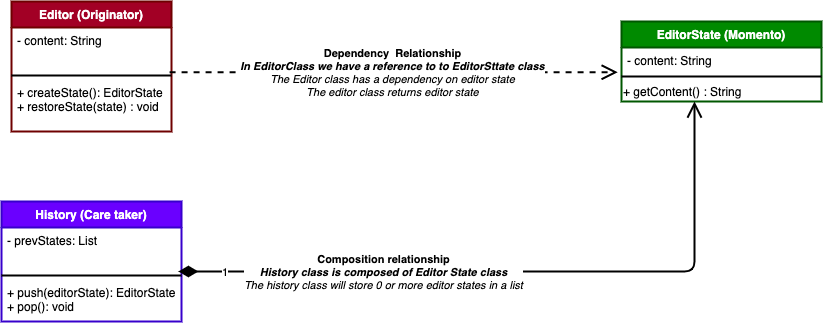 Editor (Originator)
- content: String
+ createState(): EditorState
+ restoreState(state) : void
Dependency Relationship
In EditorClass we have a reference to to EditorSttate class
The Editor class has a dependency on editor state
The editor class returns editor state
EditorState (Momento)
- content: String
+ getContent() : String
History (Care taker)
- prevStates: List
+ push(editorState): EditorState
+ pop(): void
1
Composition relationship
History class is composed of Editor State class
The history class will store 0 or more editor states in a list